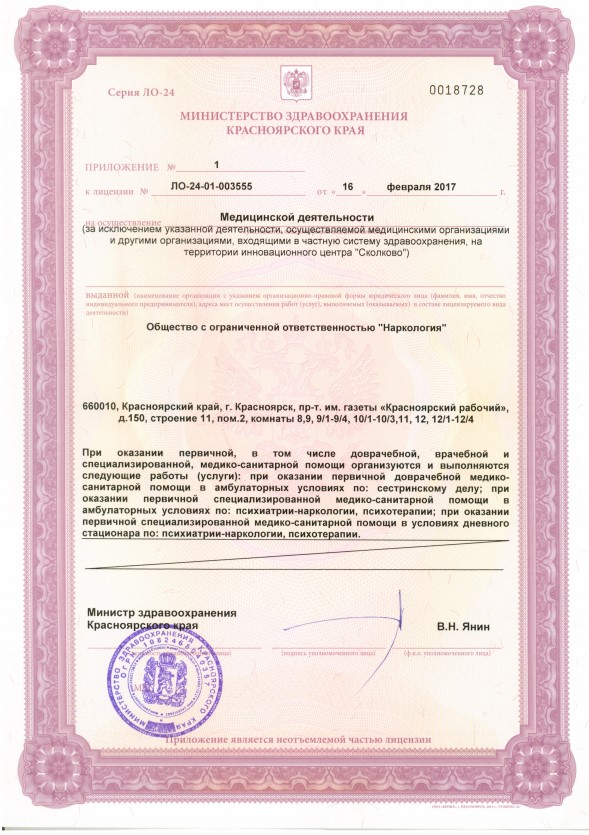 Серия ЛО-24
0018728
МИНИСТЕРСТВО ЗДРАВООХРАНЕНИЯ
КРАСНОЯРСКОГО КРАЯ
ПРИЛОЖЕНИЕ № 1
к лицензии № ЛО-24-01-003555 от « 16 » февраля 2017 г.
на осуществление Медицинской деятельности
(за исключением указанной деятельности, осуществляемой медицинскими организациями
и другими организациями, входящими в частную систему здравоохранения, на
территории инновационного центра "Сколково")
выданной (наименование организации с указанием организационно-правовой формы юридического лица (фамилия, имя, отчество
индивидуального предпринимателя), адреса мест осуществления работ (услуг), выполняемых (оказываемых) в составе лицензируемого вида
деятельности)
Общество с ограниченной ответственностью "Наркология"
660010, Красноярский край, г. Красноярск, пр-т. им. газеты «Красноярский рабочий»,
д.150, строение 11, пом.2, комнаты 8,9, 9/1-9/4, 10/1-10/3,11, 12, 12/1-12/4
При оказании первичной, в том числе доврачебной, врачебной и
специализированной, медико-санитарной помощи организуются и выполняются
следующие работы (услуги): при оказании первичной доврачебной медико-
санитарной помощи в амбулаторных условиях по: сестринскому делу; при
оказании первичной специализированной медико-санитарной помощи в
амбулаторных условиях по: психиатрии-наркологии, психотерапии; при оказании
первичной специализированной медико-санитарной помощи в условиях дневного
стационара по: психиатрии-наркологии, психотерапии.
Министр здравоохранения
Красноярского края
В.Н. Янин
(подпись уполномоченного лица)
(ф.и.о. уполномоченного лица)
МИНИСТЕРСТВО ЗДРАВООХРАНЕНИЯ КРАСНОЯРСКОГО КРАЯ
Приложение является неотъемлемой частью лицензии